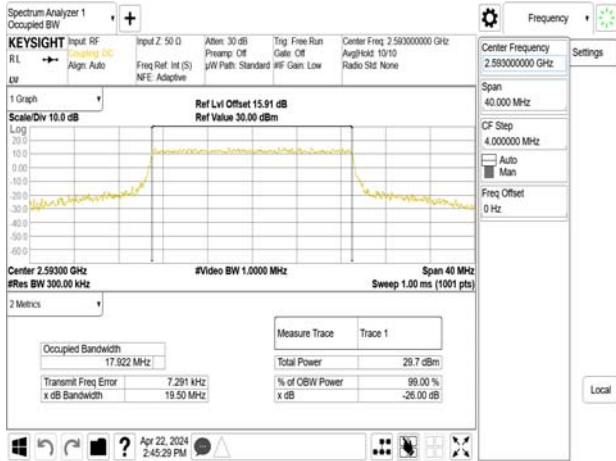 Spectrum Analyzer 1
Occupied BW
Frequency
KEYSIGHT
Input: RF
Coupling: DC
Align: Auto
Input Z: 50 Ω
Freq Ref: Int (S)
NFE: Adaptive
Atten: 30 dB
Preamp: Off
µW Path: Standard
Trig: Free Run
Gate: Off
#IF Gain: Low
Center Freq: 2.593000000 GHz
Avg|Hold: 10/10
Radio Std: None
RL
Center Frequency
2.593000000 GHz
Settings
Span
40.000 MHz
CF Step
4.000000 MHz
Auto
Man
Freq Offset
0 Hz
Local
1 Graph
Scale/Div 10.0 dB
Ref Lvl Offset 15.91 dB
Ref Value 30.00 dBm
Log
20.0
10.0
0.00
-10.0
-20.0
-30.0
-40.0
-50.0
-60.0
Center 2.59300 GHz
#Video BW 1.0000 MHz
Span 40 MHz
#Res BW 300.00 kHz
Sweep 1.00 ms (1001 pts)
2 Metrics
Measure Trace Trace 1
Occupied Bandwidth
17.922 MHz
Total Power 29.7 dBm
Transmit Freq Error 7.291 kHz
% of OBW Power 99.00 %
x dB Bandwidth 19.50 MHz
x dB -26.00 dB
Apr 22, 2024
2:45:29 PM